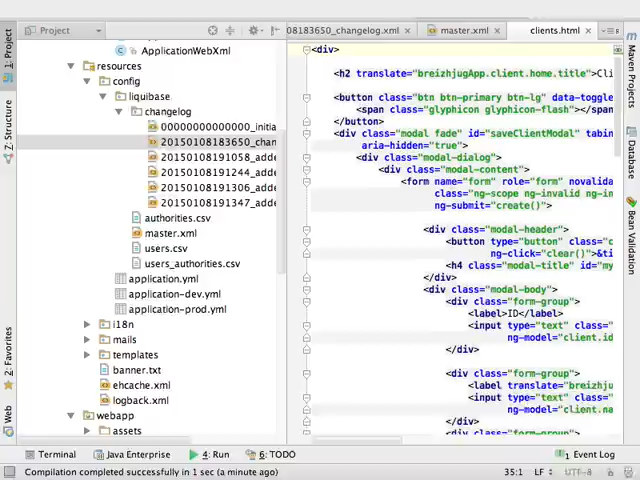 Project
08183650_changelog.xml
master.xml
clients.html
1: Project
Z: Structure
2: Favorites
Web
ApplicationWebXml
resources
config
liquibase
changelog
00000000000000_initia
20150108183650_chan
20150108191058_adde
20150108191244_adde
20150108191306_adde
20150108191347_adde
authorities.csv
master.xml
users.csv
users_authorities.csv
application.yml
application-dev.yml
application-prod.yml
i18n
mails
templates
banner.txt
ehcache.xml
logback.xml
webapp
assets
<div>
<h2 translate="breizhjugApp.client.home.title">Cli
<button class="btn btn-primary btn-lg" data-toggle
<span class="glyphicon glyphicon-flash"></span>
</button>
<div class="modal fade" id="saveClientModal" tabin
aria-hidden="true">
<div class="modal-dialog">
<div class="modal-content">
<form name="form" role="form" novalida
class="ng-scope ng-invalid ng-in
ng-submit="create()">
<div class="modal-header">
<button type="button" class="c
ng-click="clear()">&ti
<h4 class="modal-title" id="my
</div>
<div class="modal-body">
<div class="form-group">
<label>ID</label>
<input type="text" class="
ng-model="client.id
</div>
<div class="form-group">
<label translate="breizhju
<input type="text" class="
ng-model="client.na
</div>
<div class="form-group">
m
Maven Projects
Database
Bean Validation
Terminal
Java Enterprise
4: Run
6: TODO
1 Event Log
Compilation completed successfully in 1 sec (a minute ago)
35:1
LF
UTF-8